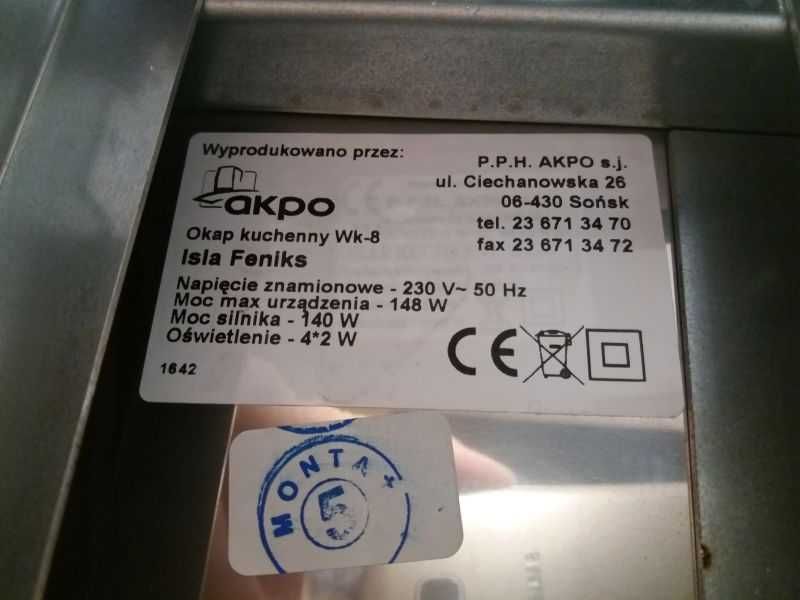 Wyprodukowano przez:
akpo
P.P.H. AKPO s.j.
ul. Ciechanowska 26
06-430 Sońsk
tel. 23 671 34 70
fax 23 671 34 72
Okap kuchenny Wk-8
Isla Feniks
Napięcie znamionowe - 230 V~ 50 Hz
Moc max urządzenia - 148 W
Moc silnika - 140 W
Oświetlenie - 4*2 W
1642
CE
MONTAŻ
5